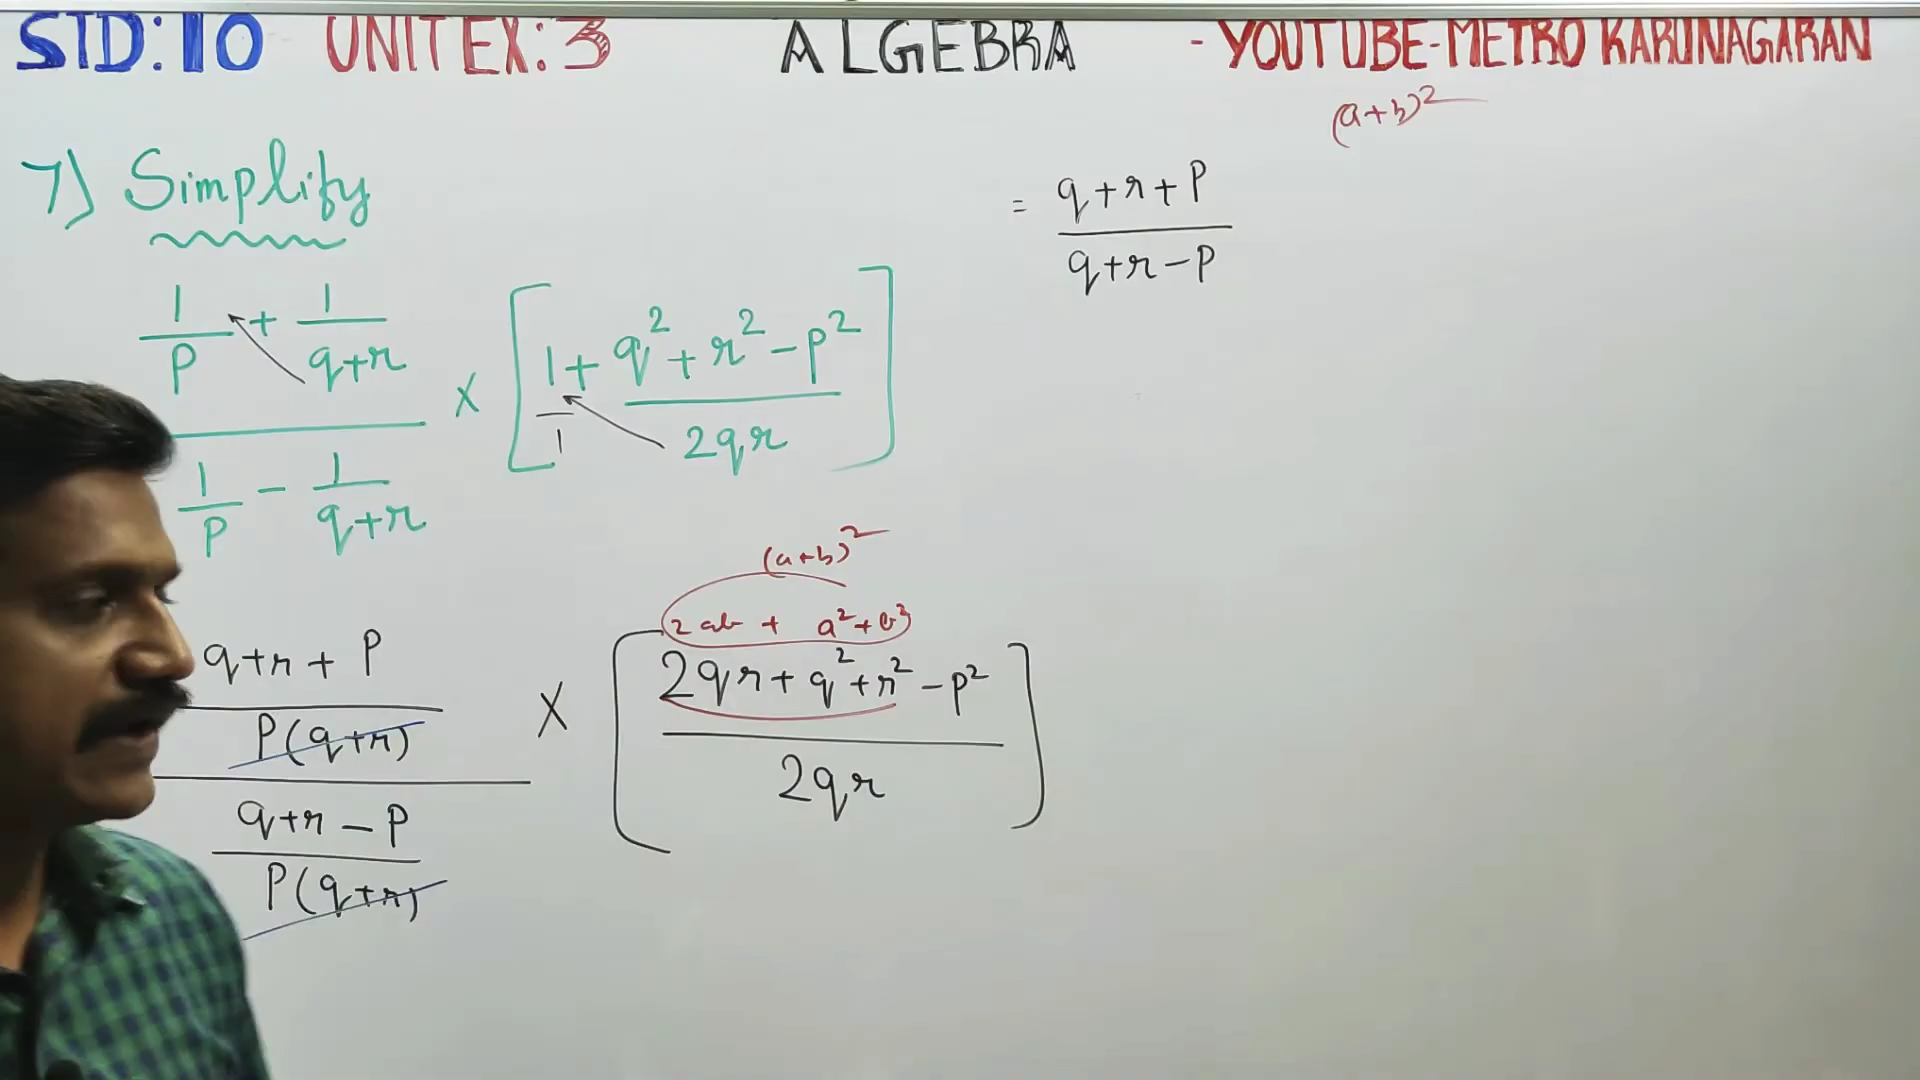 STD:10 UNIT EX:3 ALGEBRA - YOUTUBE-METRO KARUNAGARAN
(a+b)²
7) Simplify
= q+r+P
q+r-P
1/P + 1/q+r
1/P - 1/q+r
× [1/1 + q²+r²-P²/2qr]
(a+b)²
2ab + a²+b²
q+r+P
P(q+r)
q+r-P
P(q+r)
× [2qr+q²+r²-P²/2qr]